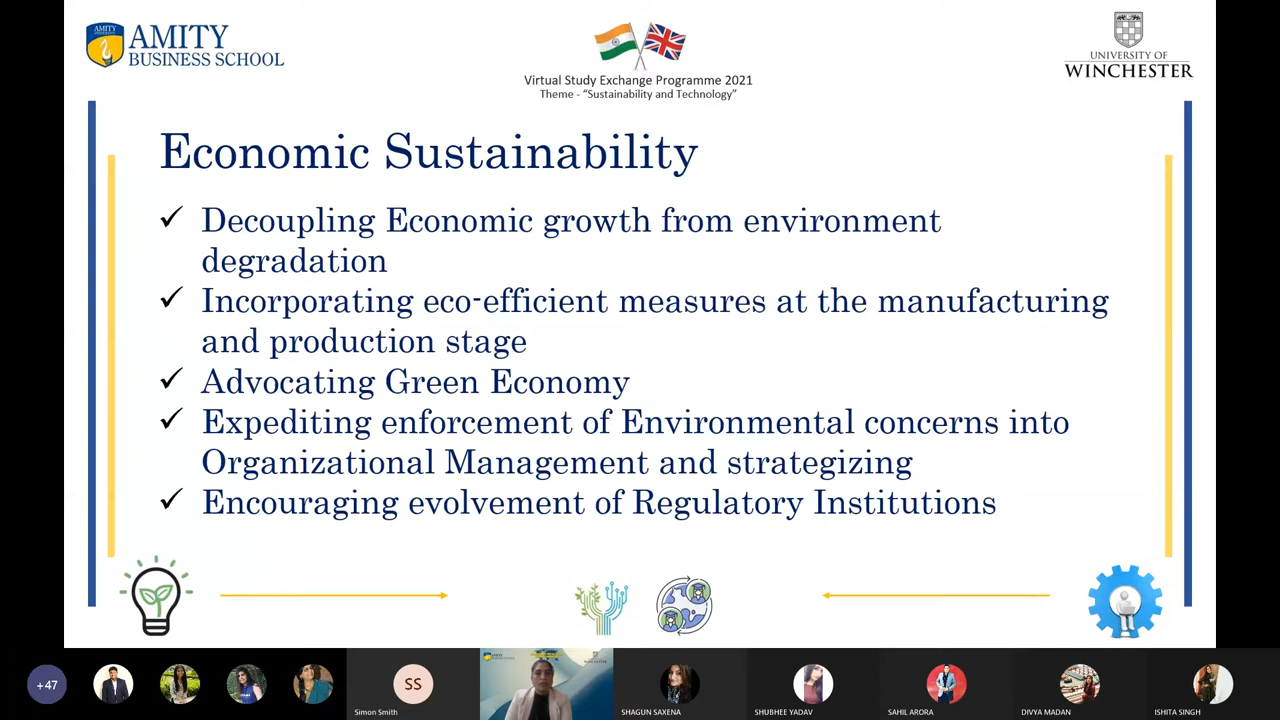 AMITY
BUSINESS SCHOOL
Virtual Study Exchange Programme 2021
Theme - “Sustainability and Technology”
UNIVERSITY OF
WINCHESTER
Economic Sustainability
✓ Decoupling Economic growth from environment
degradation
✓ Incorporating eco-efficient measures at the manufacturing
and production stage
✓ Advocating Green Economy
✓ Expediting enforcement of Environmental concerns into
Organizational Management and strategizing
✓ Encouraging evolvement of Regulatory Institutions
+47
SS
Simon Smith
AMITY
WINCHESTER
SHAGUN SAXENA
SHUBHEE YADAV
SAHIL ARORA
DIVYA MADAN
ISHITA SINGH